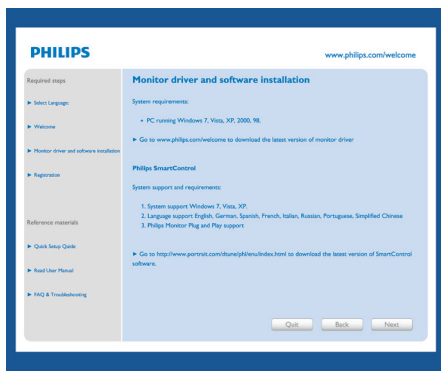 PHILIPS
www.philips.com/welcome
Required steps
Select Language
Welcome
Monitor driver and software installation
Registration
Reference materials
Quick Setup Quide
Read User Manual
FAQ & Troubleshooting
Monitor driver and software installation
System requirements:
• PC running Windows 7, Vista, XP, 2000, 98.
Go to www.philips.com/welcome to download the latest version of monitor driver
Philips SmartControl
System support and requirements:
1. System support Windows 7, Vista, XP.
2. Language support English, German, Spanish, French, Italian, Russian, Portuguese, Simplified Chinese
3. Philips Monitor Plug and Play support
Go to http://www.portrait.com/dtune/phl/enu/index.html to download the latest version of SmartControl
software.
Quit
Back
Next